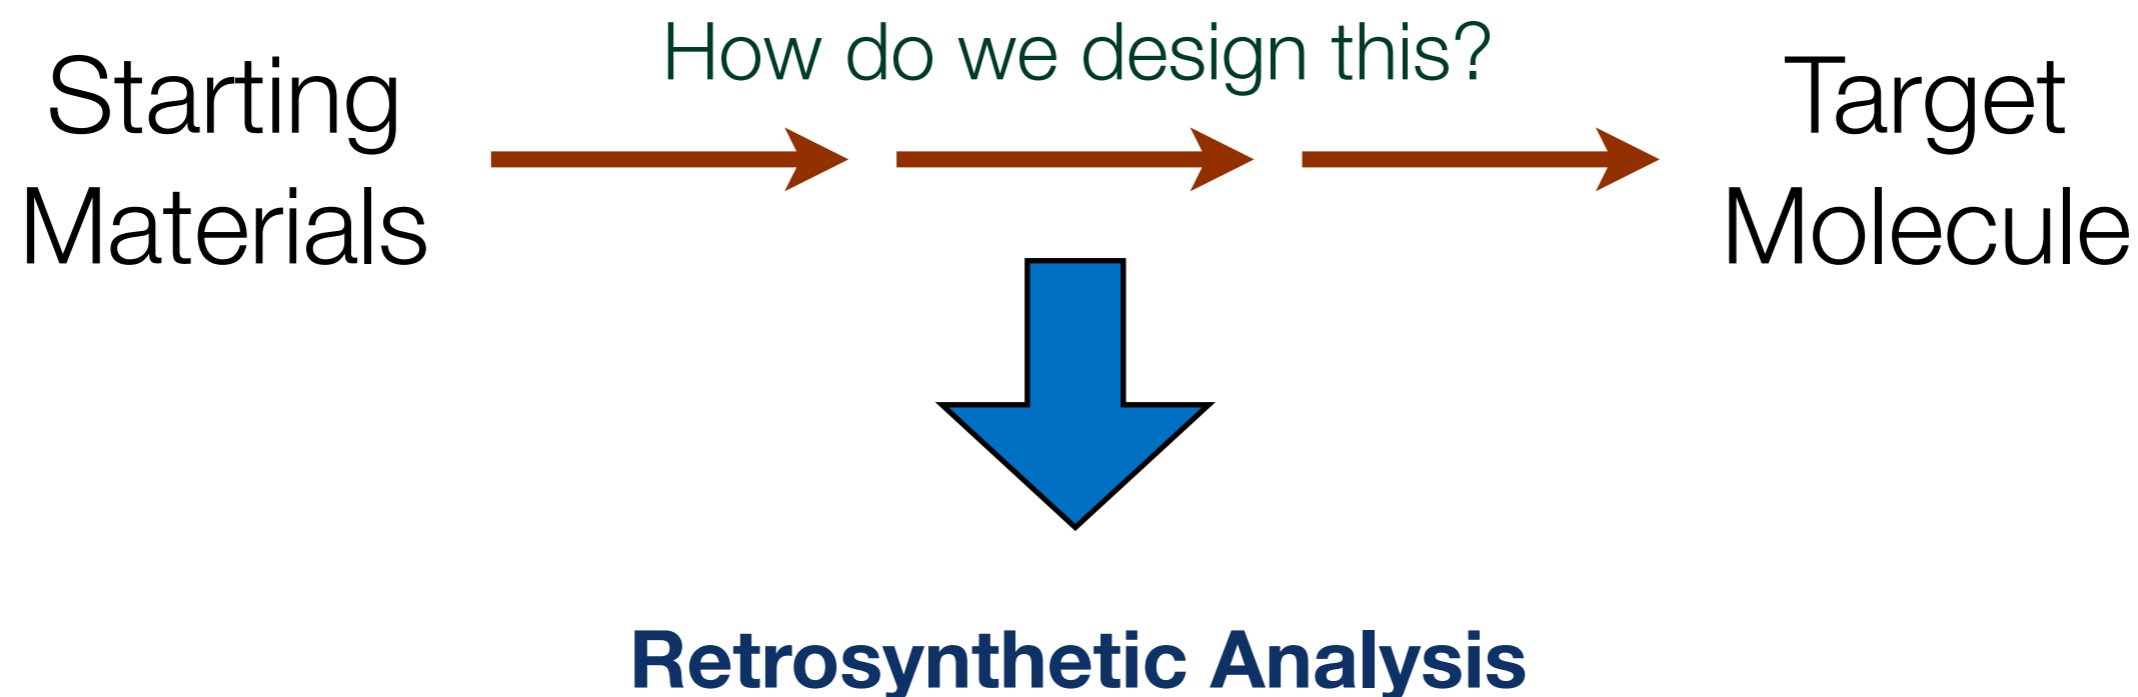 Starting
Materials
How do we design this?
Target
Molecule
Retrosynthetic Analysis